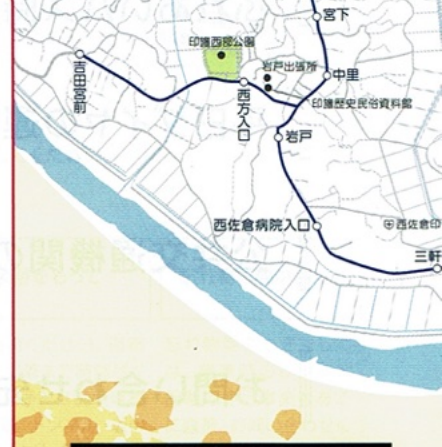 宮下
印旛西部公園
岩戸出張所
中里
吉田宮前
西方入口
印旛歴史民俗資料館
岩戸
西佐倉病院入口
西佐倉印
三軒